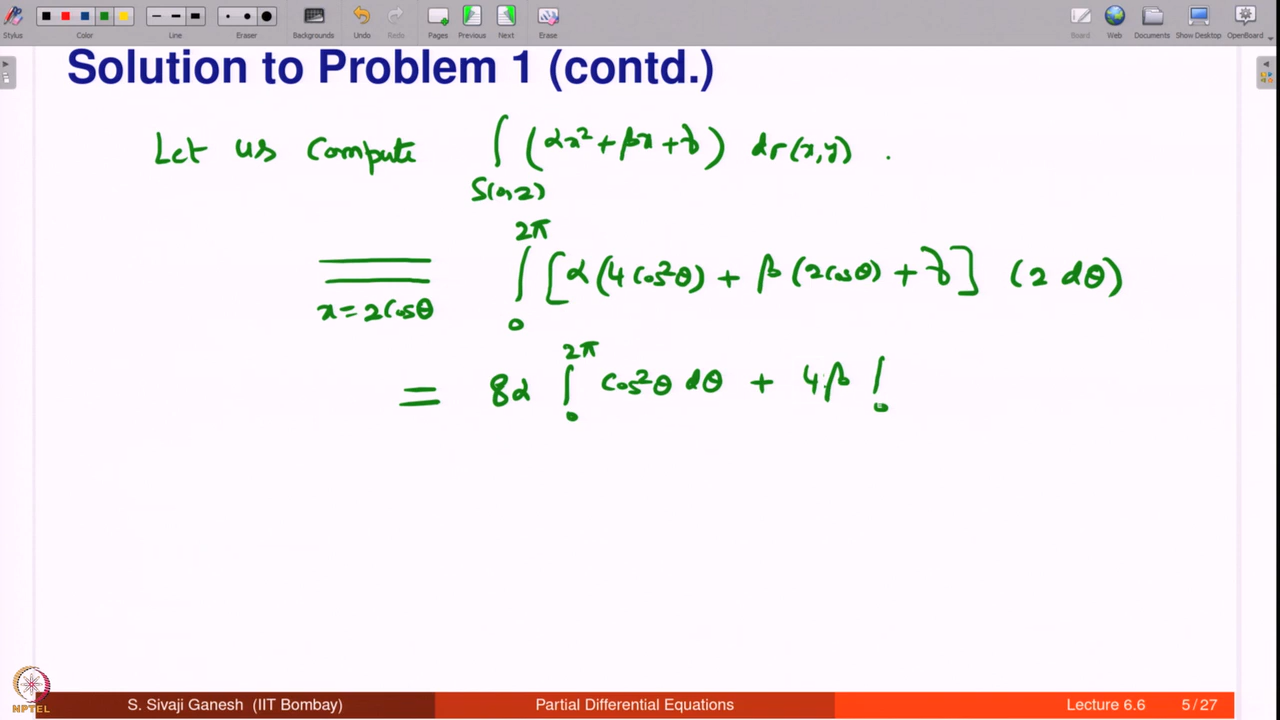 Stylus Color Line Eraser Backgrounds Undo Redo Pages Previous Next Erase Board Web Documents Show Desktop OpenBoard
Solution to Problem 1 (contd.)
Let us compute ∫ (αx² + βx + γ) dσ(x,y) .
S(0,2)
2π
= ∫ [α(4cos²θ) + β(2cosθ) + γ] (2 dθ)
x = 2cosθ
0
2π
= 8α ∫ cos²θ dθ + 4β ∫
0 0
NPTEL
S. Sivaji Ganesh (IIT Bombay) Partial Differential Equations Lecture 6.6 5 / 27